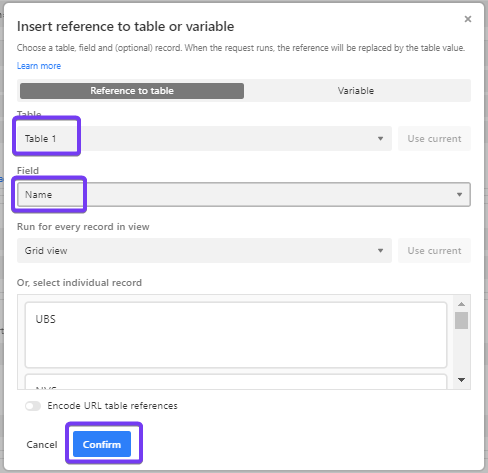 Insert reference to table or variable
Choose a table, field and (optional) record. When the request runs, the reference will be replaced by the table value.
Learn more
Reference to table
Variable
Table
Table 1
Use current
Field
Name
Run for every record in view
Grid view
Use current
Or, select individual record
UBS
Encode URL table references
Cancel
Confirm